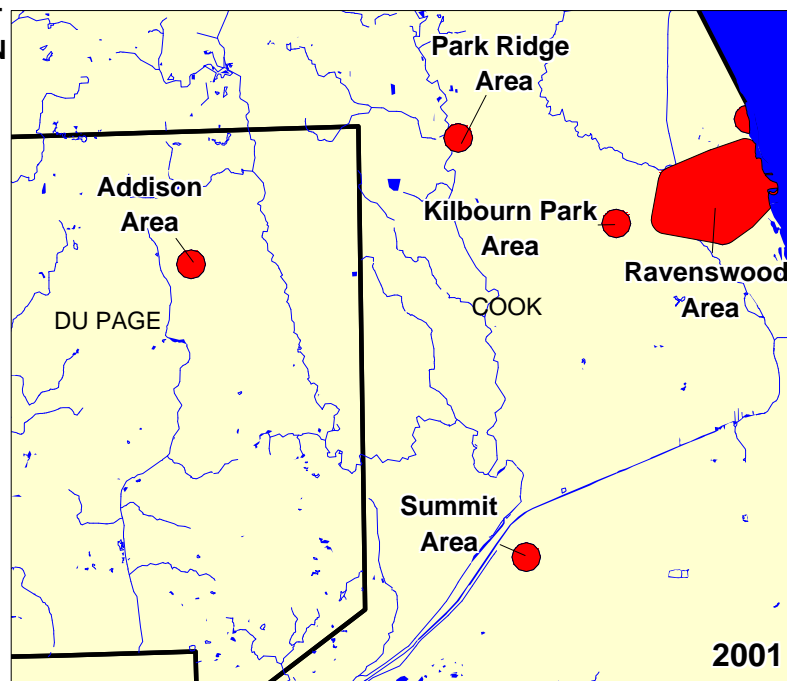 Park Ridge
Area
Addison
Area
Kilbourn Park
Area
Ravenswood
Area
DU PAGE
COOK
Summit
Area
2001